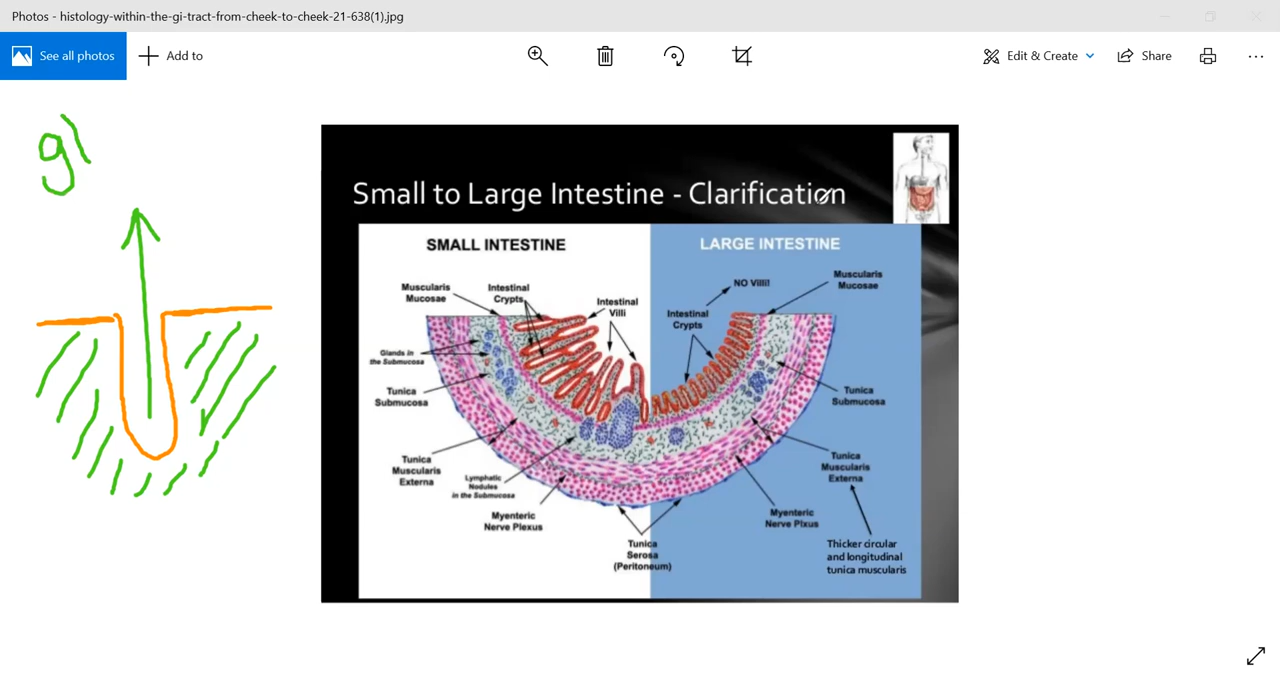 Photos - histology-within-the-gi-tract-from-cheek-to-cheek-21-638(1).jpg
See all photos
Add to
Edit & Create
Share
Small to Large Intestine - Clarification
SMALL INTESTINE
LARGE INTESTINE
Muscularis
Mucosae
Intestinal
Crypts
Intestinal
Villi
Glands in
the Submucosa
Tunica
Submucosa
Tunica
Muscularis
Externa
Lymphatic
Nodules
in the Submucosa
Myenteric
Nerve Plexus
Tunica
Serosa
(Peritoneum)
NO Villi!
Intestinal
Crypts
Muscularis
Mucosae
Tunica
Submucosa
Tunica
Muscularis
Externa
Myenteric
Nerve Plxus
Thicker circular
and longitudinal
tunica muscularis